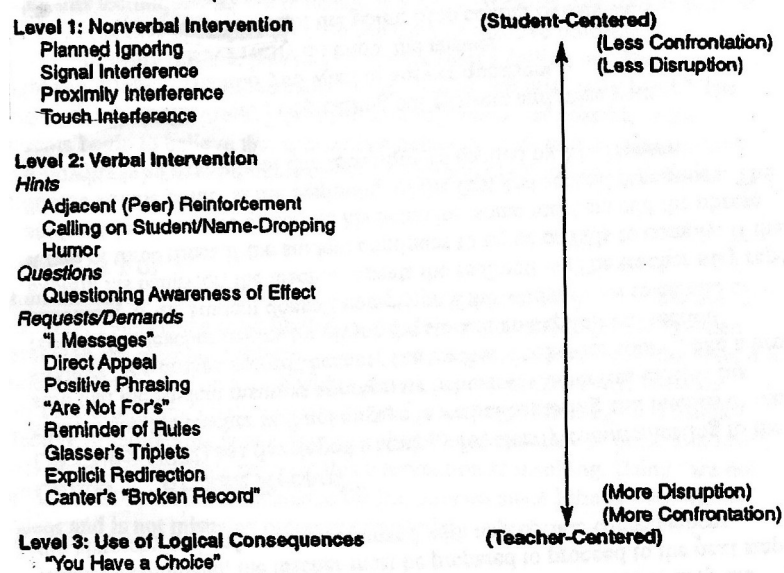 Level 1: Nonverbal Intervention
Planned Ignoring
Signal Interference
Proximity Interference
Touch Interference
Level 2: Verbal Intervention
Hints
Adjacent (Peer) Reinforcement
Calling on Student/Name-Dropping
Humor
Questions
Questioning Awareness of Effect
Requests/Demands
"I Messages"
Direct Appeal
Positive Phrasing
"Are Not For's"
Reminder of Rules
Glasser's Triplets
Explicit Redirection
Canter's "Broken Record"
Level 3: Use of Logical Consequences
"You Have a Choice"
(Student-Centered)
(Less Confrontation)
(Less Disruption)
(More Disruption)
(More Confrontation)
(Teacher-Centered)